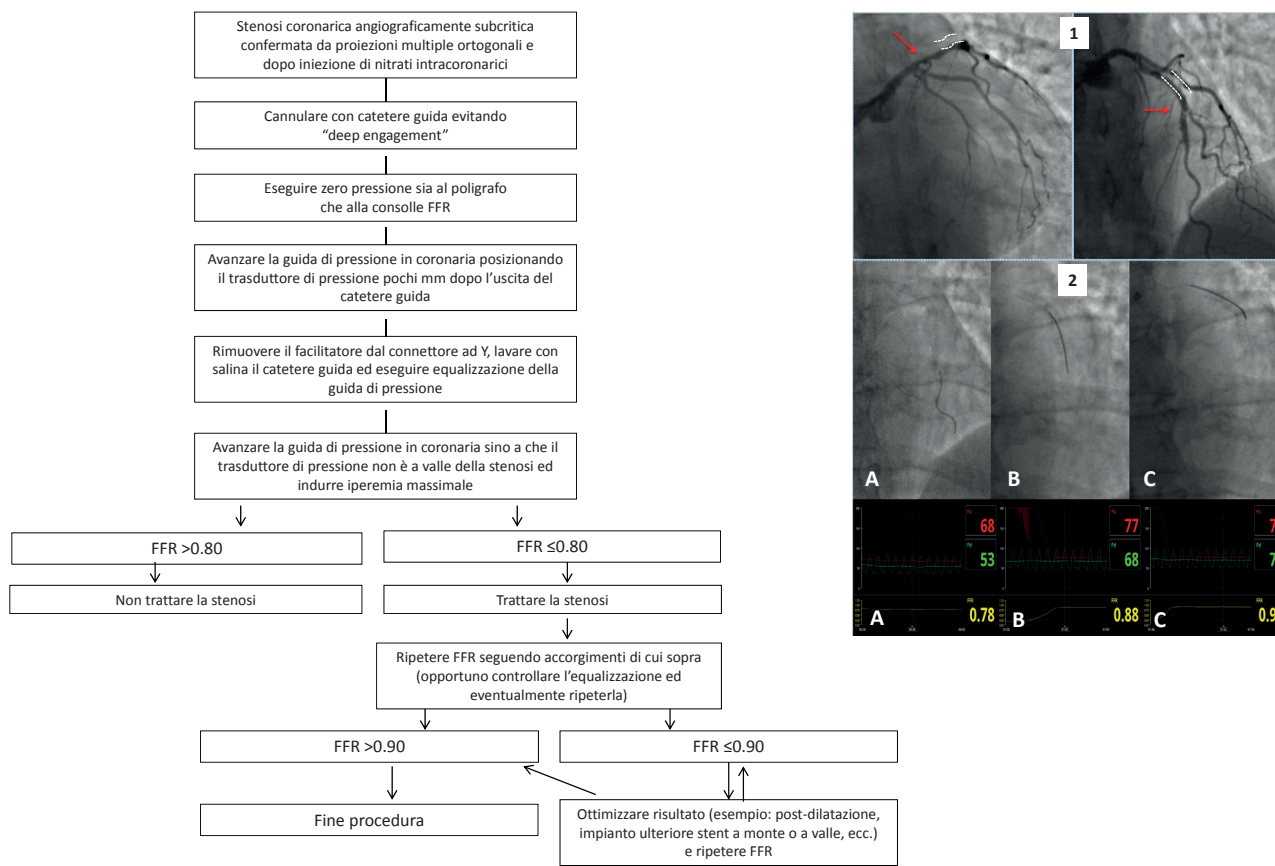 Stenosi coronarica angiograficamente subcritica
confermata da proiezioni multiple ortogonali e
dopo iniezione di nitrati intracoronarici
Cannulare con catetere guida evitando
“deep engagement”
Eseguire zero pressione sia al poligrafo
che alla consolle FFR
Avanzare la guida di pressione in coronaria posizionando
il trasduttore di pressione pochi mm dopo l’uscita del
catetere guida
Rimuovere il facilitatore dal connettore ad Y, lavare con
salina il catetere guida ed eseguire equalizzazione della
guida di pressione
Avanzare la guida di pressione in coronaria sino a che il
trasduttore di pressione non è a valle della stenosi ed
indurre iperemia massimale
FFR >0.80
FFR ≤0.80
Non trattare la stenosi
Trattare la stenosi
Ripetere FFR seguendo accorgimenti di cui sopra
(opportuno controllare l’equalizzazione ed
eventualmente ripeterla)
FFR >0.90
FFR ≤0.90
Fine procedura
Ottimizzare risultato (esempio: post-dilatazione,
impianto ulteriore stent a monte o a valle, ecc.)
e ripetere FFR
1
2
A
B
C
68
53
77
68
7
7
A
FFR
0.78
B
FFR
0.88
C
FFR
0.9